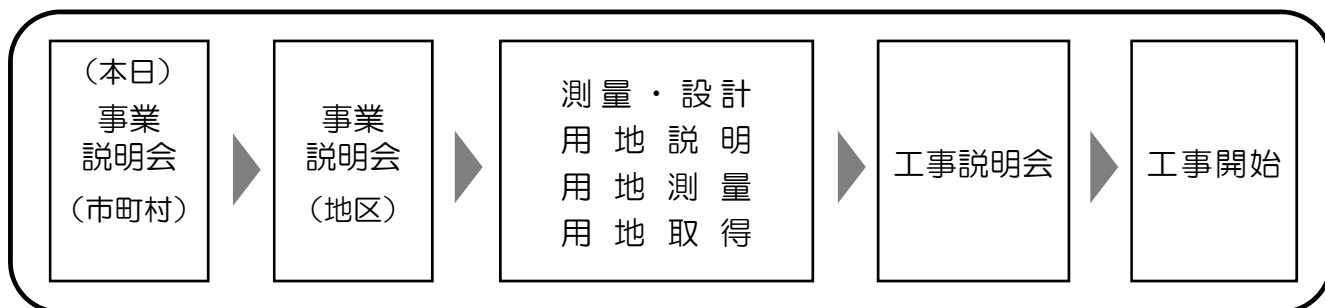 （本日）
事業
説明会
（市町村）
事業
説明会
（地区）
測量・設計
用地説明
用地測量
用地取得
工事説明会
工事開始